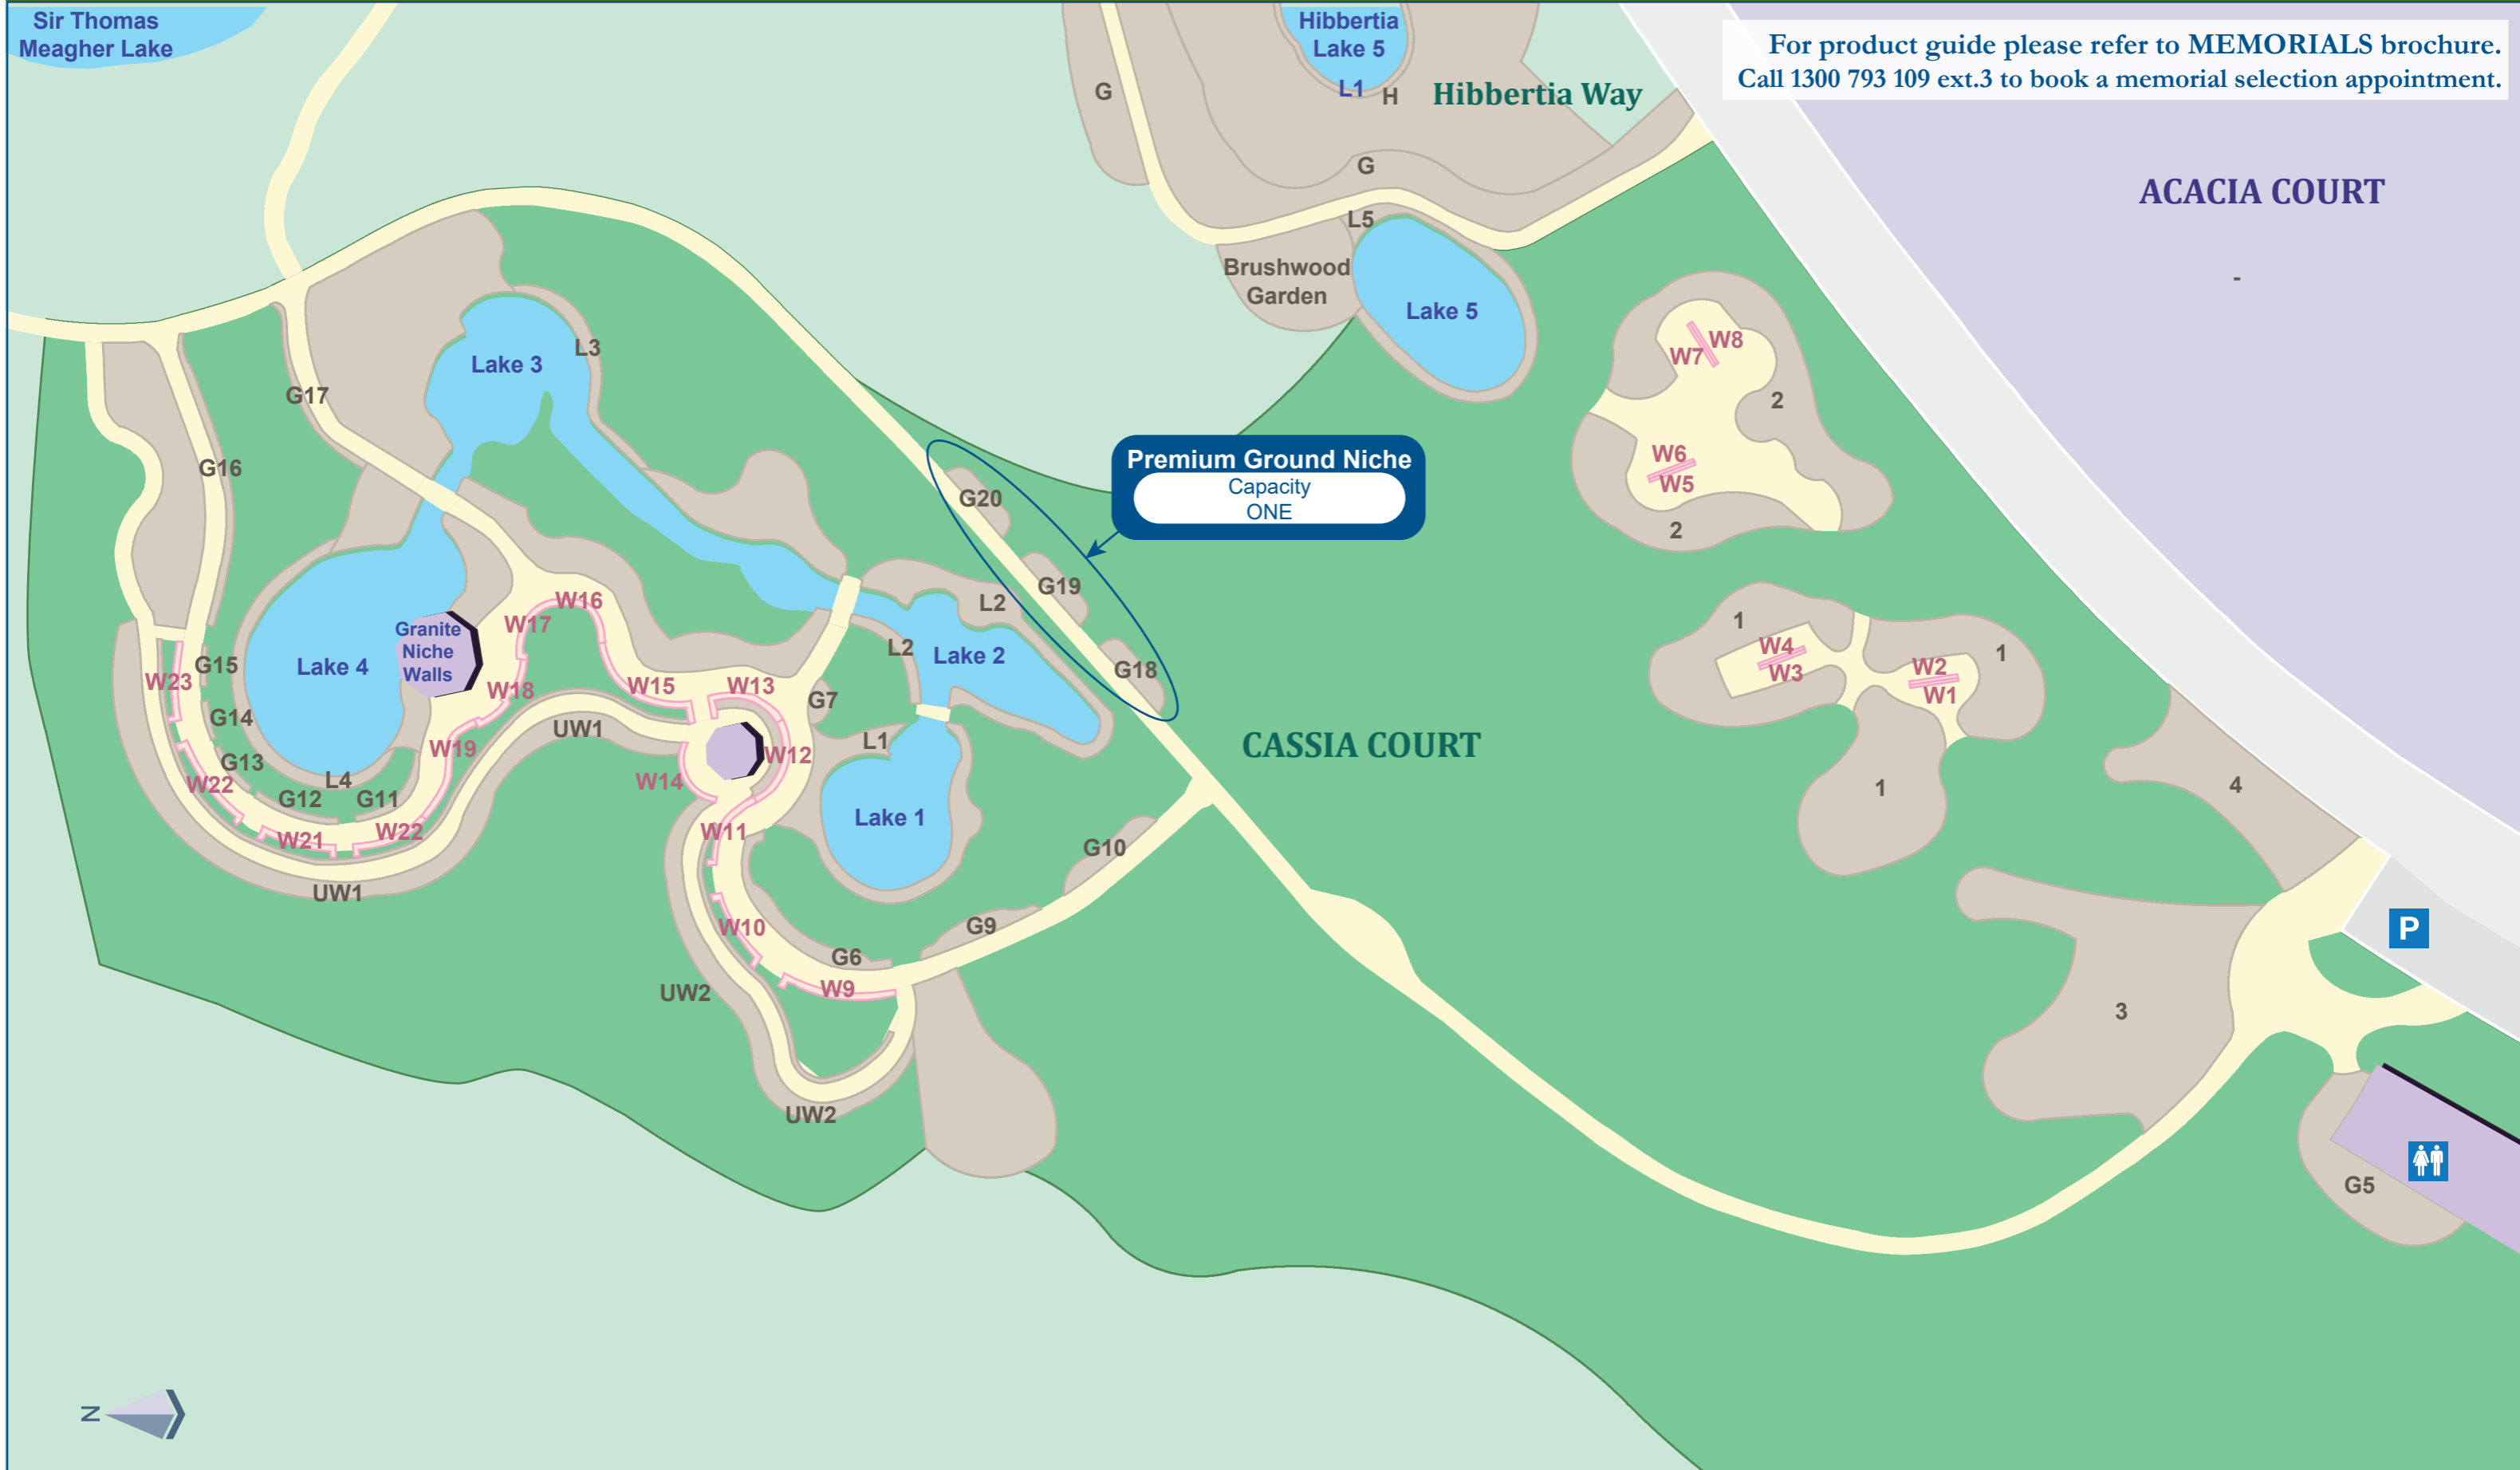 Sir Thomas
Meagher Lake
Hibbertia
Lake 5
L1
H
G
Hibbertia Way
For product guide please refer to MEMORIALS brochure.
Call 1300 793 109 ext.3 to book a memorial selection appointment.
G
ACACIA COURT
L5
Brushwood
Garden
Lake 5
-
L3
Lake 3
G17
W8
W7
2
G16
Premium Ground Niche
Capacity
ONE
G20
W6
W5
2
G19
L2
W16
W17
Granite
Niche
Walls
Lake 4
G15
W23
L2
Lake 2
G18
1
W4
W3
1
W2
W1
W18
W15
W13
G7
G14
UW1
W19
L1
W12
CASSIA COURT
G13
W22
L4
G12
G11
W14
1
4
W21
W22
W11
Lake 1
G10
UW1
W10
G9
P
G6
W9
UW2
3
UW2
G5
N